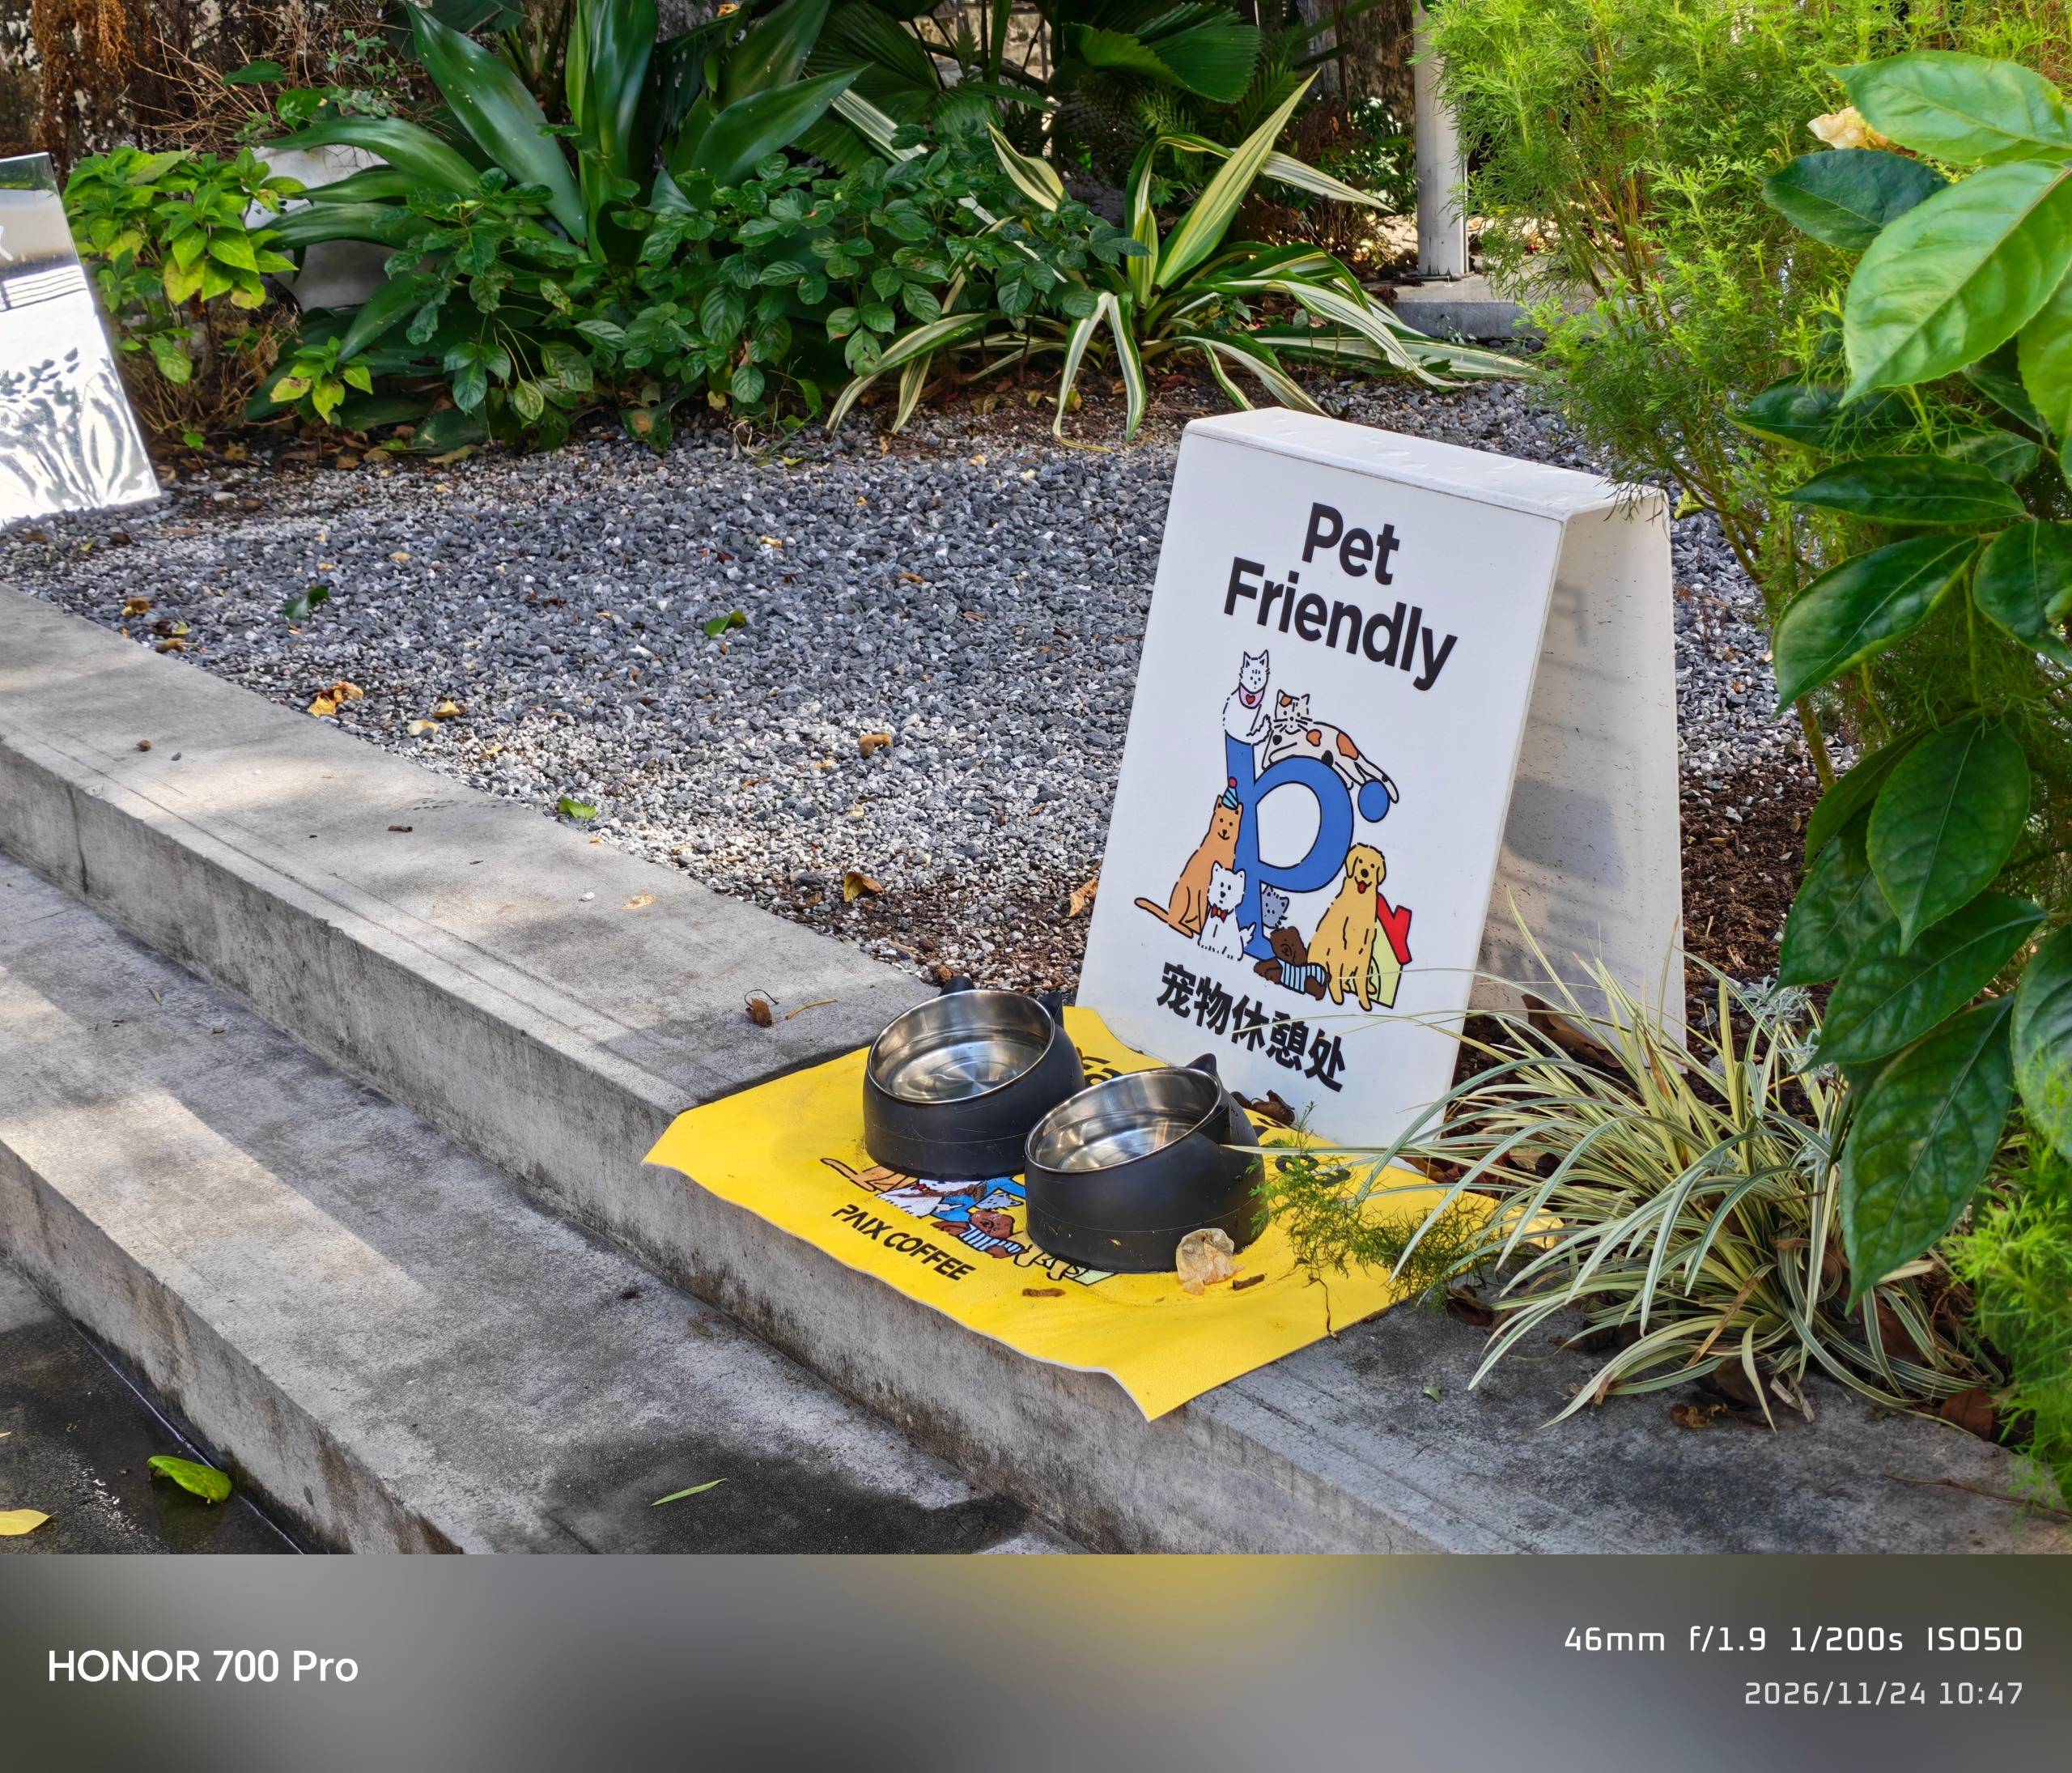 Pet
Friendly
宠物休憩处
PAIX COFFEE
HONOR 700 Pro
46mm f/1.9 1/200s ISO50
2026/11/24 10:47